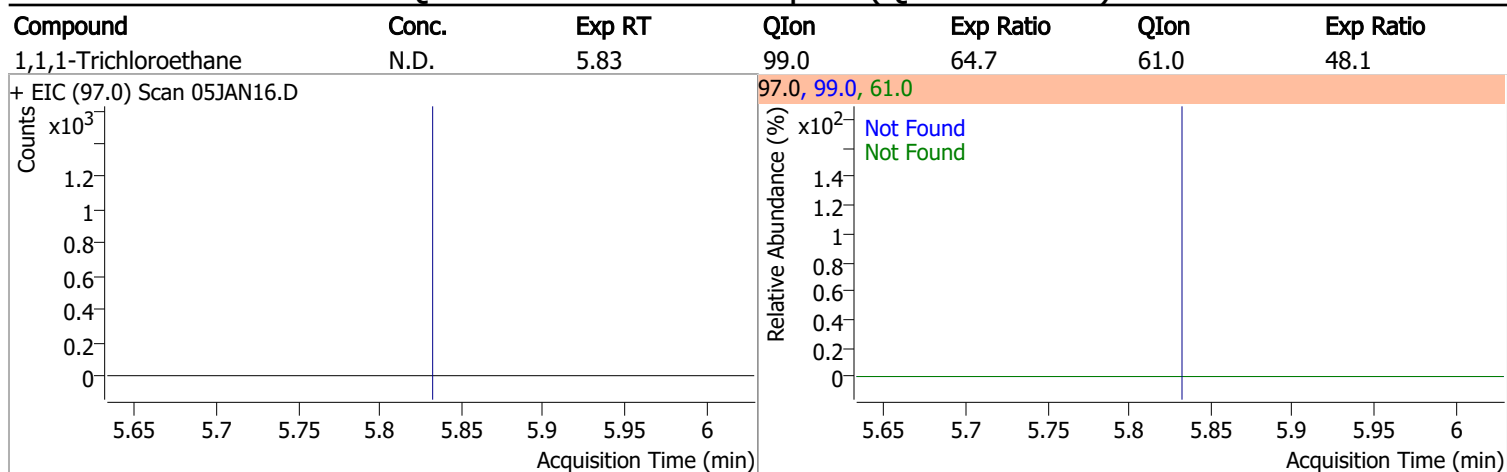 Compound Conc. Exp RT QIon Exp Ratio QIon Exp Ratio
1,1,1-Trichloroethane N.D. 5.83 99.0 64.7 61.0 48.1
+ EIC (97.0) Scan 05JAN16.D
Counts
x10³
1.2
1
0.8
0.6
0.4
0.2
0
5.65 5.7 5.75 5.8 5.85 5.9 5.95 6
Acquisition Time (min)
97.0, 99.0, 61.0
Relative Abundance (%)
x10²
Not Found
Not Found
1.4
1.2
1
0.8
0.6
0.4
0.2
0
5.65 5.7 5.75 5.8 5.85 5.9 5.95 6
Acquisition Time (min)